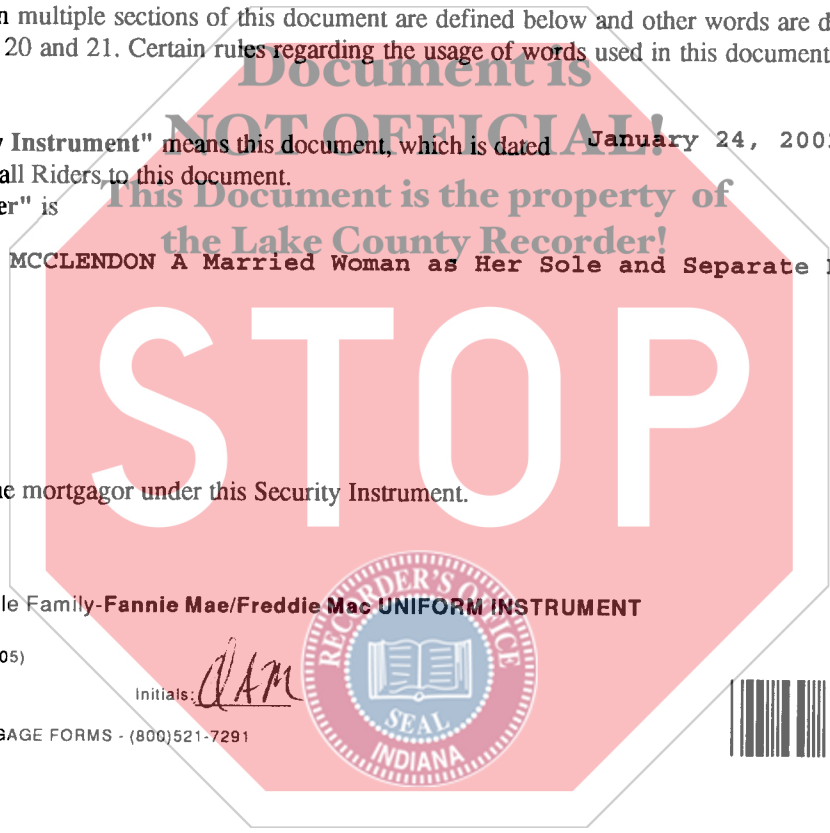 n multiple sections of this document are defined below and other words are d
20 and 21. Certain rules regarding the usage of words used in this document
Document is
NOT OFFICIAL!
y Instrument" means this document, which is dated January 24, 2003
all Riders to this document.
This Document is the property of
er" is
the Lake County Recorder!
MCCLENDON A Married Woman as Her Sole and Separate
STOP
e mortgagor under this Security Instrument.
le Family-Fannie Mae/Freddie Mac UNIFORM INSTRUMENT
05)
Initials: DAM
GAGE FORMS - (800)521-7291
RECORDER'S OFFICE
SEAL
INDIANA